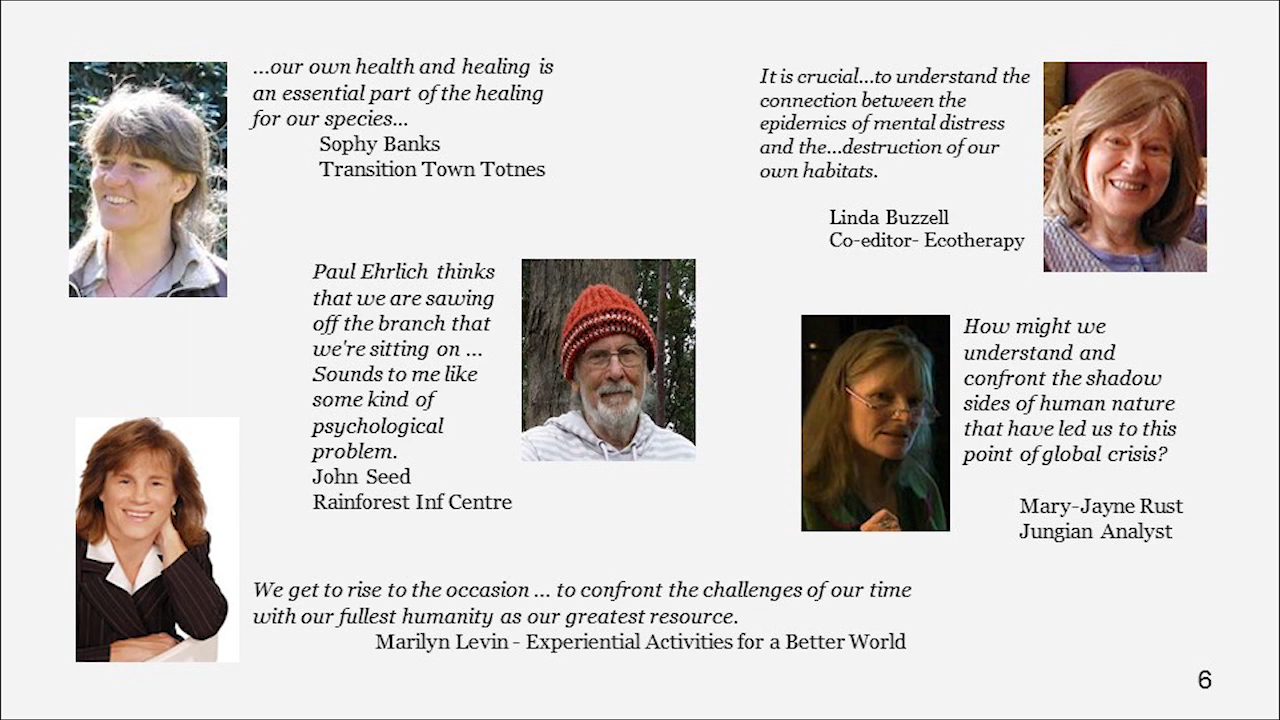 ...our own health and healing is
an essential part of the healing
for our species...
Sophy Banks
Transition Town Totnes
It is crucial...to understand the
connection between the
epidemics of mental distress
and the...destruction of our
own habitats.
Linda Buzzell
Co-editor- Ecotherapy
Paul Ehrlich thinks
that we are sawing
off the branch that
we're sitting on ...
Sounds to me like
some kind of
psychological
problem.
John Seed
Rainforest Inf Centre
How might we
understand and
confront the shadow
sides of human nature
that have led us to this
point of global crisis?
Mary-Jayne Rust
Jungian Analyst
We get to rise to the occasion ... to confront the challenges of our time
with our fullest humanity as our greatest resource.
Marilyn Levin - Experiential Activities for a Better World
6